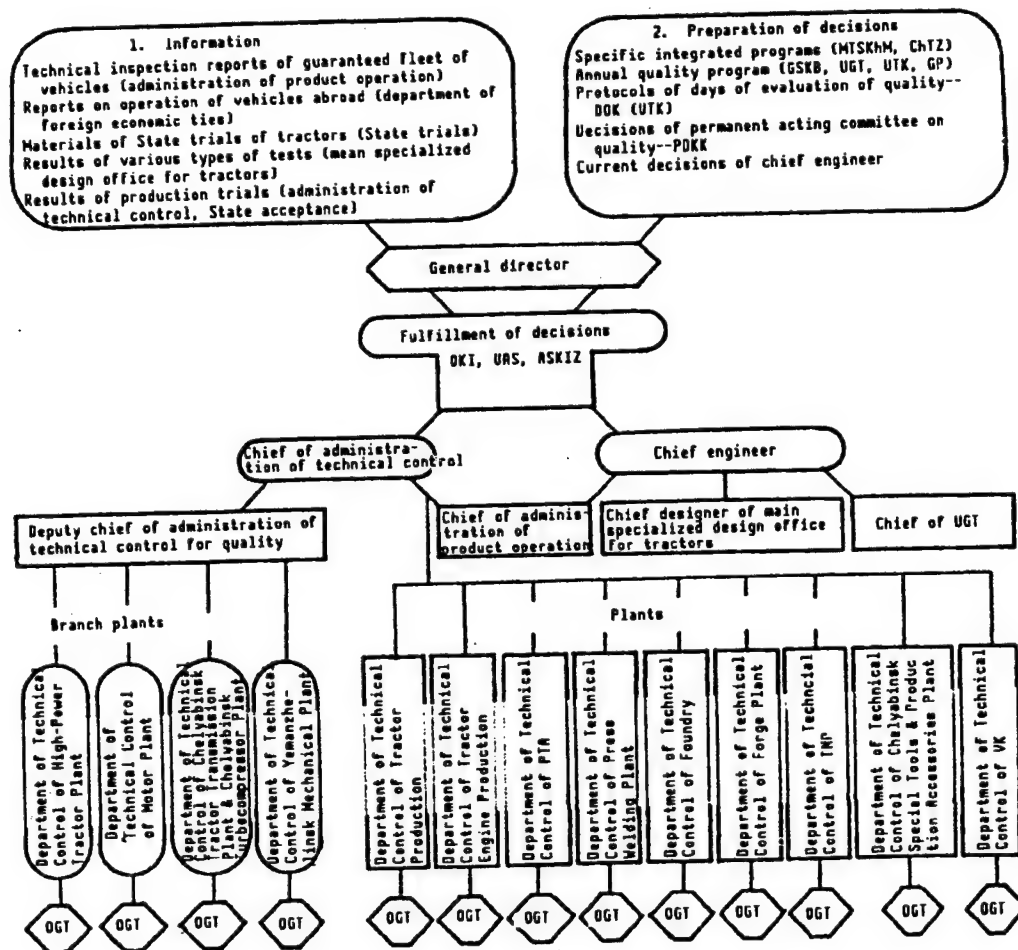 1. Information
Technical inspection reports of guaranteed fleet of
vehicles (administration of product operation)
Reports on operation of vehicles abroad (department of
foreign economic ties)
Materials of State trials of tractors (State trials)
Results of various types of tests (mean specialized
design office for tractors)
Results of production trials (administration of
technical control, State acceptance)
2. Preparation of decisions
Specific integrated programs (MTSKhM, ChTZ)
Annual quality program (GSKB, UGT, UTK, GP)
Protocols of days of evaluation of quality--
DOK (UTK)
Decisions of permanent acting committee on
quality--PDKK
Current decisions of chief engineer
General director
Fulfillment of decisions
OKI, UAS, ASKIZ
Chief of administra-
tion of technical control
Chief engineer
Deputy chief of administration of
technical control for quality
Chief of adminis-
tration of
product operation
Chief designer of main
specialized design office
for tractors
Chief of UGT
Branch plants
Plants
Department of Technical
Control of High-Power
Tractor Plant
Department of
Technical Control
of Motor Plant
Department of Technical
Control of Chelyabinsk
Tractor Transmission
Plant & Chalyabinsk
Turbecompressor Plant
Department of Technical
Control of Yemanzhe-
linsk Mechanical Plant
Department of Technical
Control of Tractor
Production
Department of Technical
Control of Tractor
Engine Production
Department of Technical
Control of PTA
Department of Technical
Control of Press
Welding Plant
Department of Technical
Control of Foundry
Department of Technical
Control of Forge Plant
Department of Techncial
Control of TNP
Department of Technical
Control of Chalyabinsk
Special Tools & Produc
tion Accessories Plant
Department of Technical
Control of VK
OGT
OGT
OGT
OGT
OGT
OGT
OGT
OGT
OGT
OGT
OGT
OGT
OGT